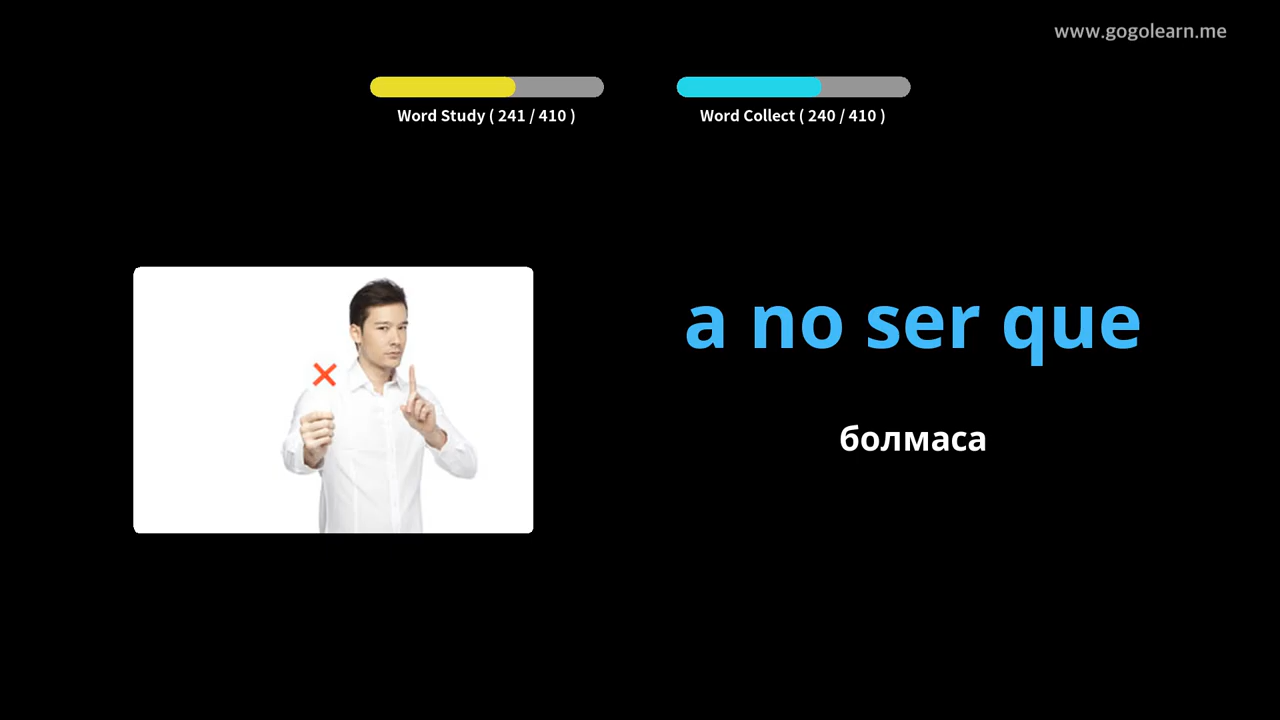 www.gogolearn.me
Word Study ( 241 / 410 )
Word Collect ( 240 / 410 )
a no ser que
болмаса